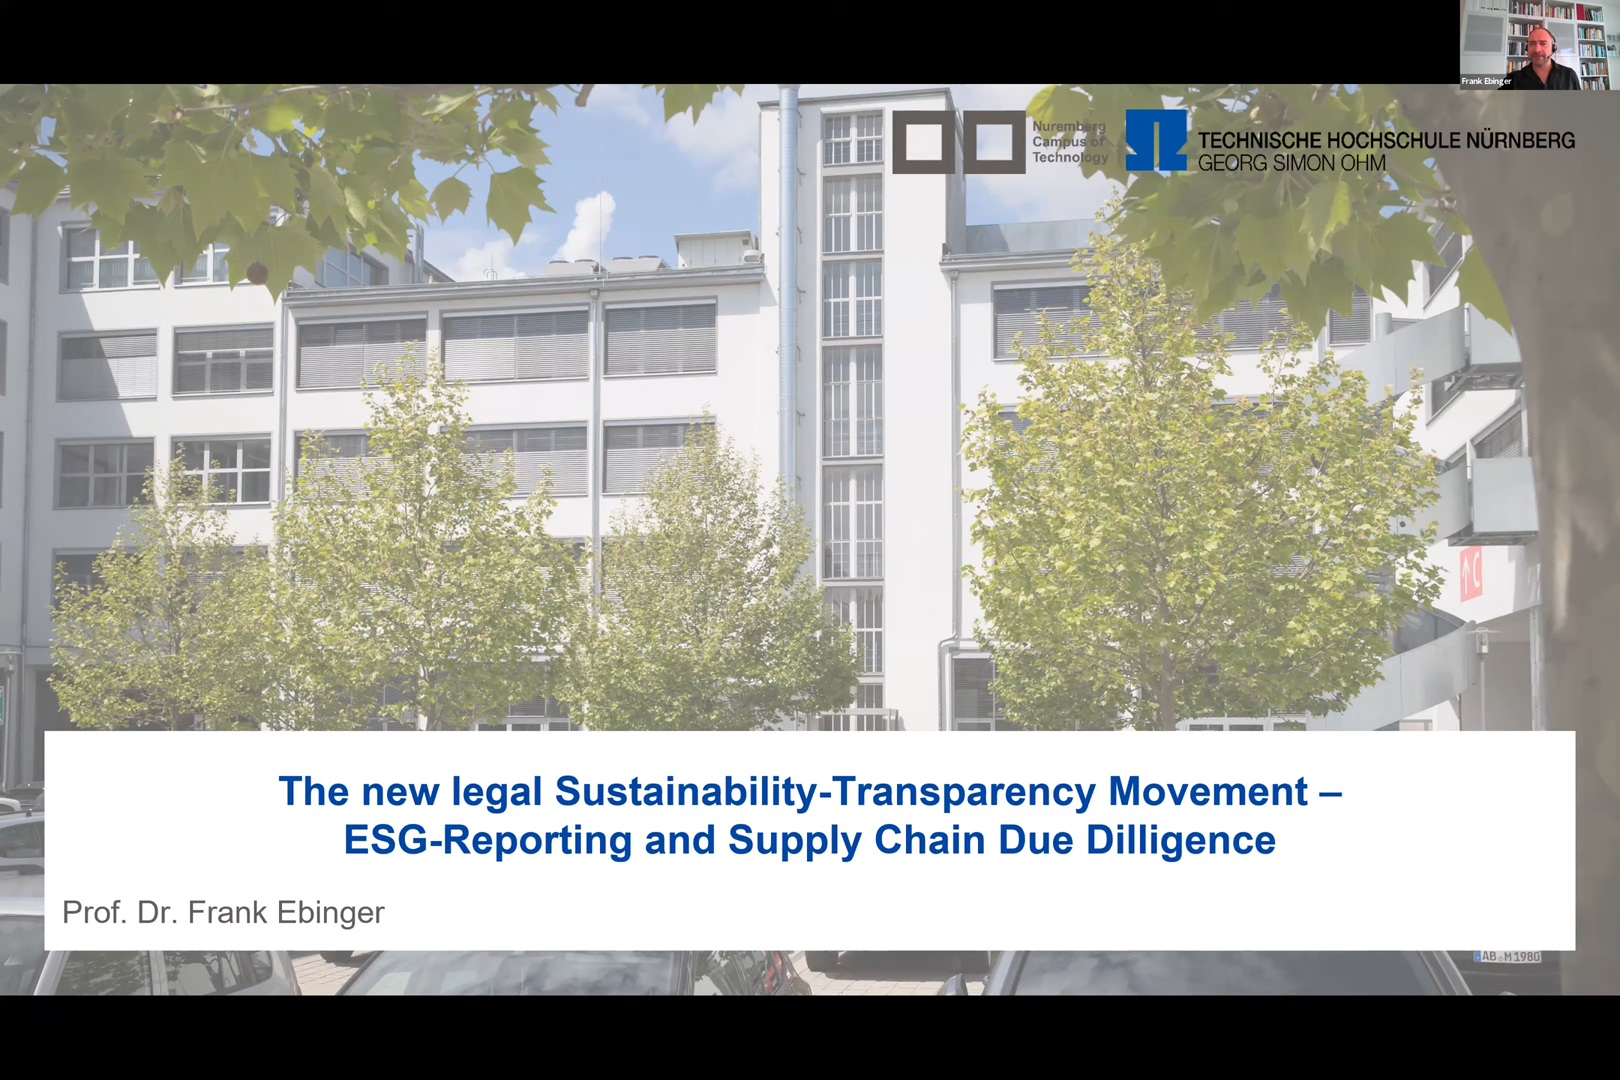 Frank Ebinger
Nuremberg
Campus of
Technology
TECHNISCHE HOCHSCHULE NÜRNBERG
GEORG SIMON OHM
C
The new legal Sustainability-Transparency Movement –
ESG-Reporting and Supply Chain Due Dilligence
Prof. Dr. Frank Ebinger
AB M 1980